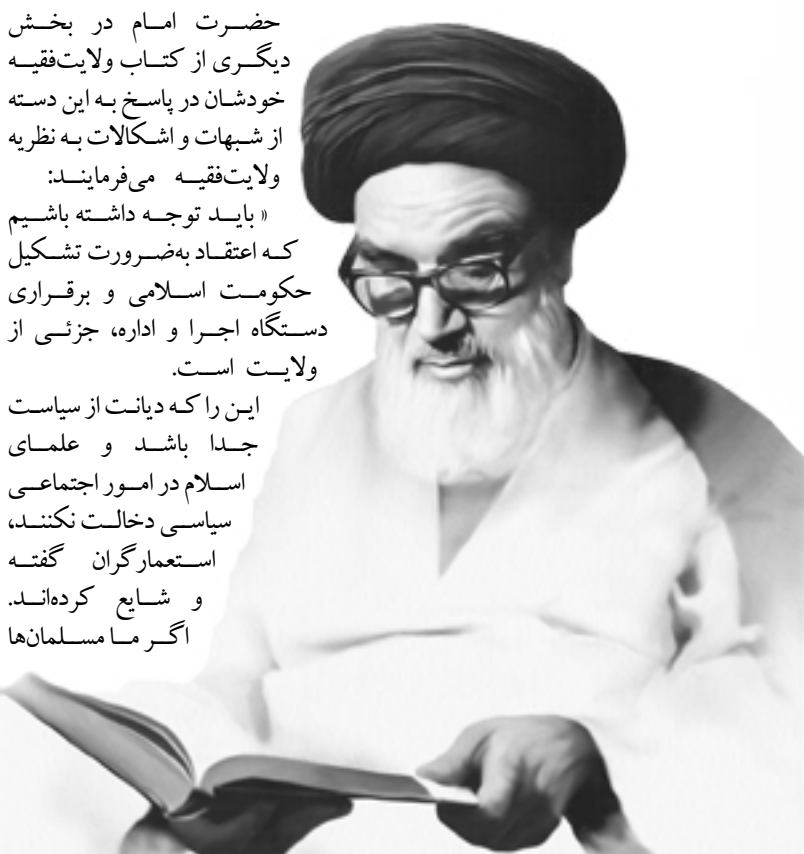 حضرت امام در بخش
دیگری از کتاب ولایت‌فقیه
خودشان در پاسخ به این دسته
از شبهات و اشکالات به نظریه
ولایت‌فقیه می‌فرمایند:
« باید توجه داشته باشیم
که اعتقاد به‌ضرورت تشکیل
حکومت اسلامی و برقراری
دستگاه اجرا و اداره، جزئی از
ولایت است.
این را که دیانت از سیاست
جدا باشد و علمای
اسلام در امور اجتماعی
سیاسی دخالت نکنند،
استعمارگران گفته
و شایع کرده‌اند.
اگر ما مسلمان‌ها